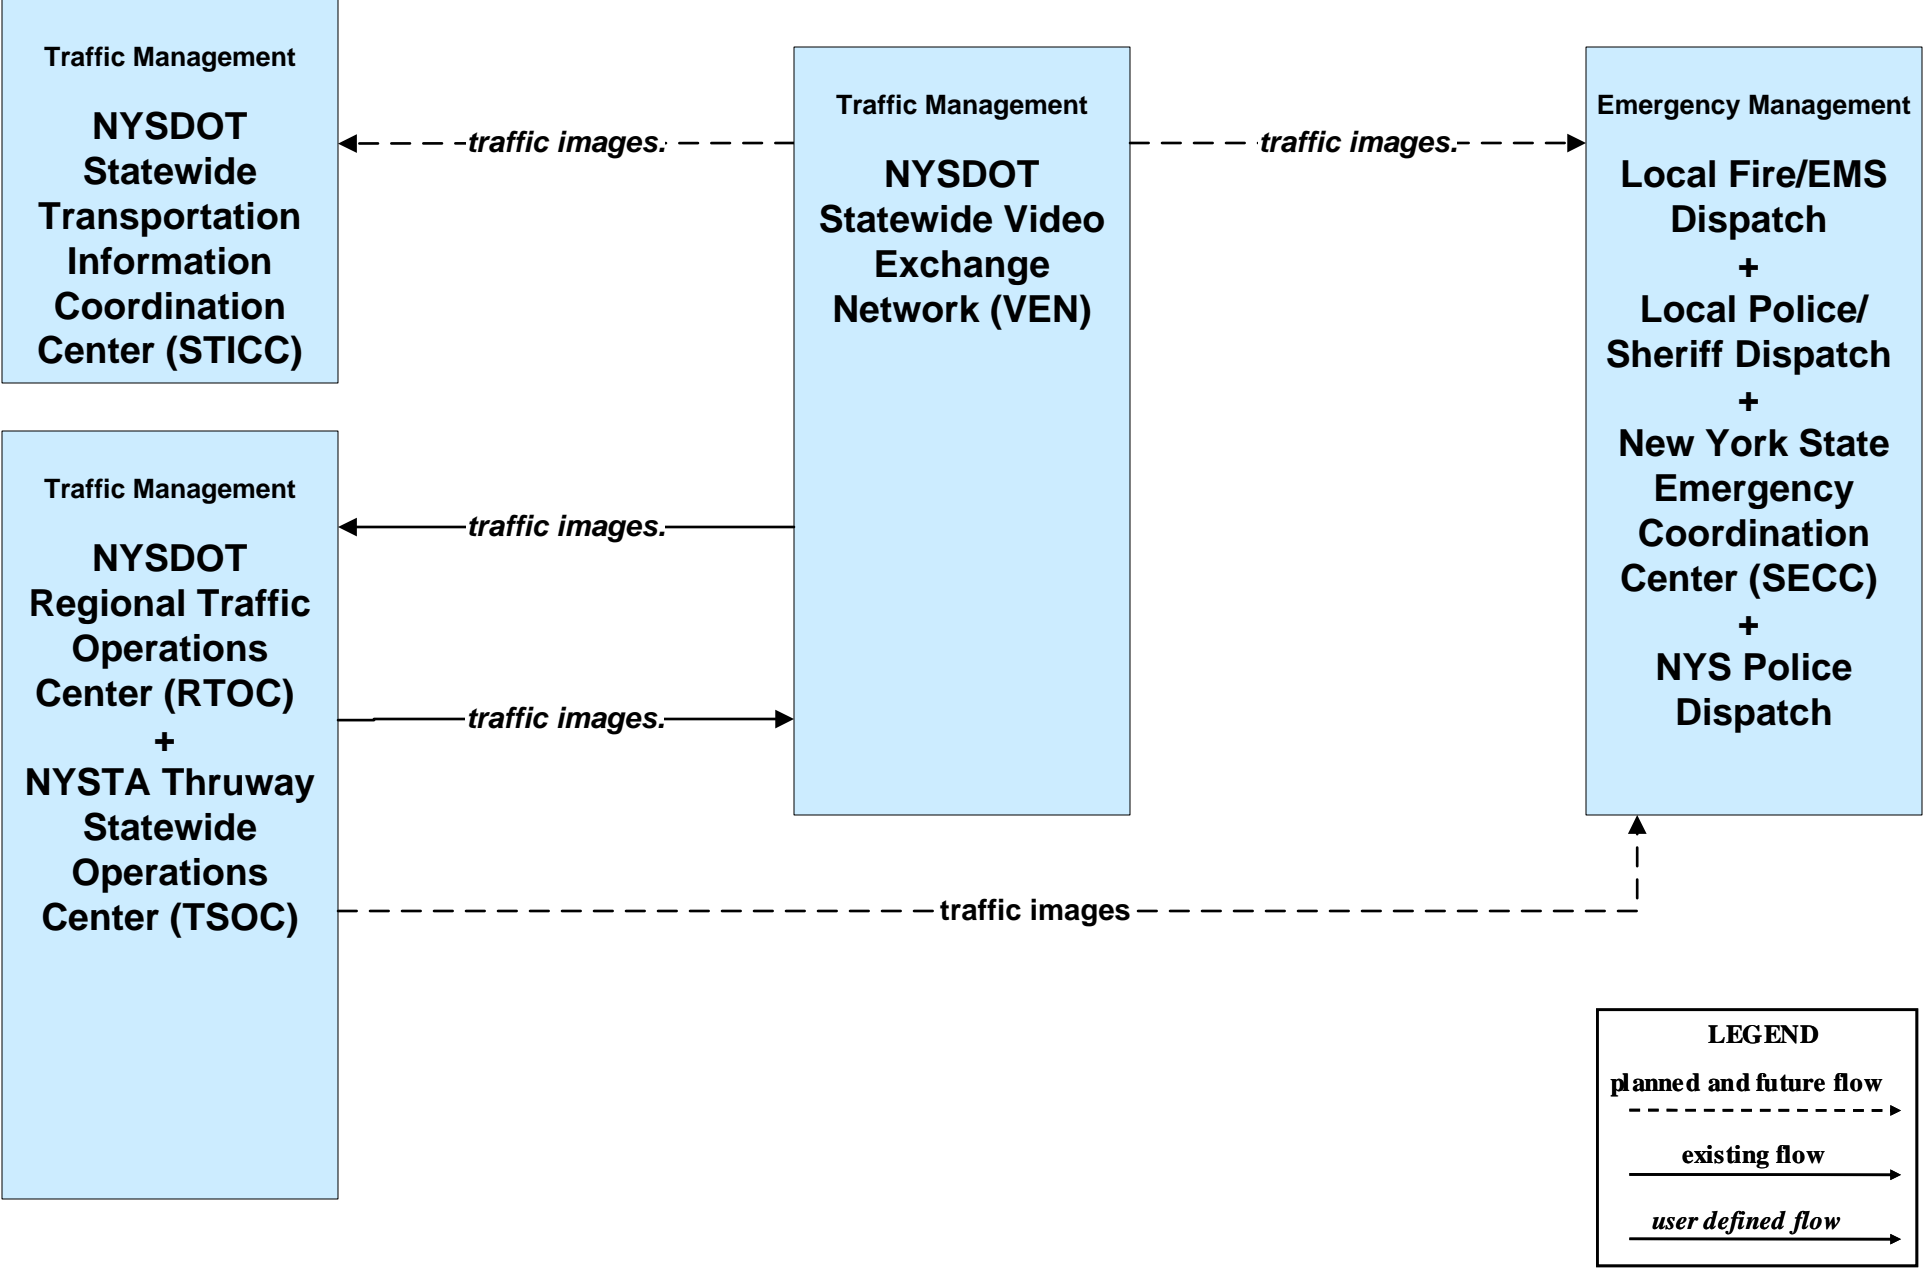 Traffic Management
NYSDOT
Statewide
Transportation
Information
Coordination
Center (STICC)
traffic images.
Traffic Management
NYSDOT
Statewide Video
Exchange
Network (VEN)
traffic images.
Emergency Management
Local Fire/EMS
Dispatch
+
Local Police/
Sheriff Dispatch
+
New York State
Emergency
Coordination
Center (SECC)
+
NYS Police
Dispatch
Traffic Management
NYSDOT
Regional Traffic
Operations
Center (RTOC)
+
NYSTA Thruway
Statewide
Operations
Center (TSOC)
traffic images.
traffic images.
traffic images
LEGEND
planned and future flow
existing flow
user defined flow